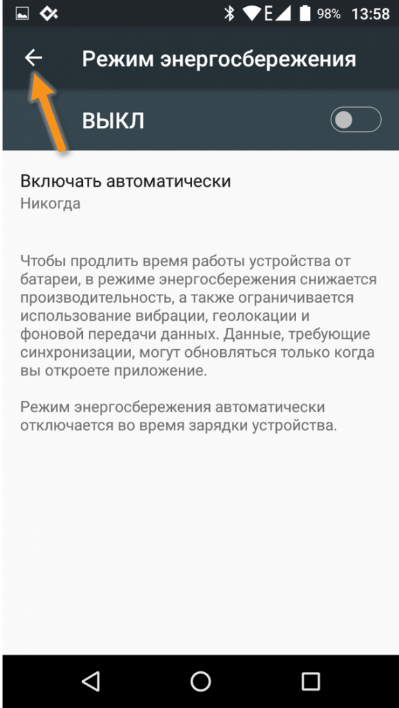 E 98% 13:58
Режим энергосбережения
ВЫКЛ
Включать автоматически
Никогда
Чтобы продлить время работы устройства от
батареи, в режиме энергосбережения снижается
производительность, а также ограничивается
использование вибрации, геолокации и
фоновой передачи данных. Данные, требующие
синхронизации, могут обновляться только когда
вы откроете приложение.
Режим энергосбережения автоматически
отключается во время зарядки устройства.